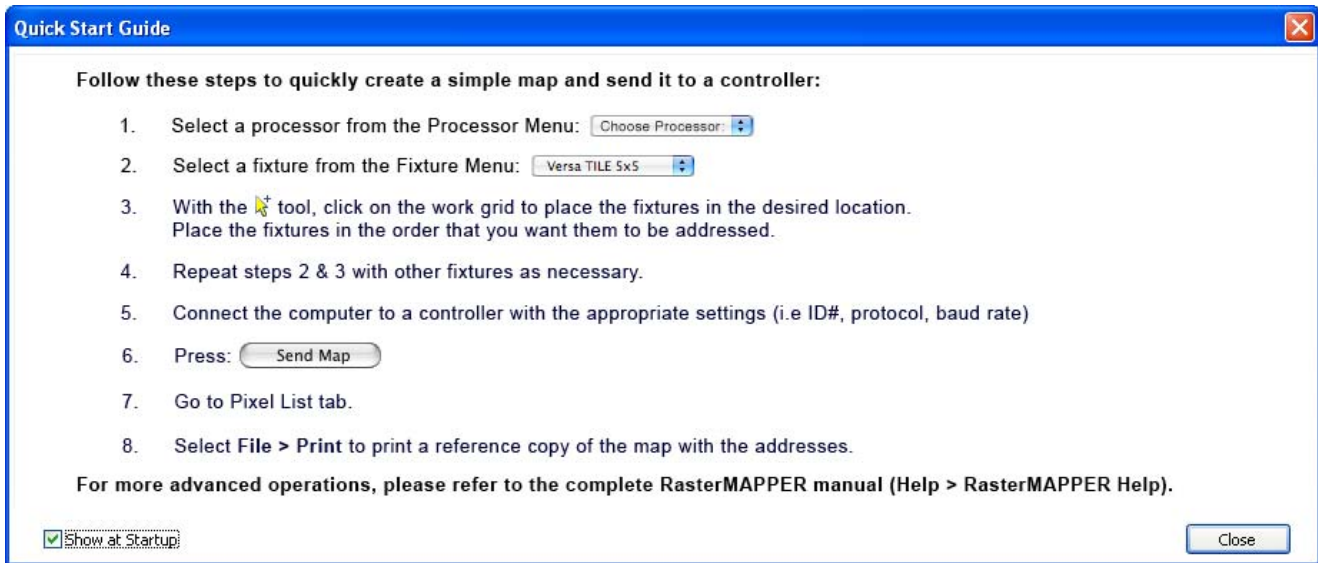 Quick Start Guide
Follow these steps to quickly create a simple map and send it to a controller:
1. Select a processor from the Processor Menu: Choose Processor:
2. Select a fixture from the Fixture Menu: Versa TILE 5x5
3. With the tool, click on the work grid to place the fixtures in the desired location.
Place the fixtures in the order that you want them to be addressed.
4. Repeat steps 2 & 3 with other fixtures as necessary.
5. Connect the computer to a controller with the appropriate settings (i.e ID#, protocol, baud rate)
6. Press: Send Map
7. Go to Pixel List tab.
8. Select File > Print to print a reference copy of the map with the addresses.
For more advanced operations, please refer to the complete RasterMAPPER manual (Help > RasterMAPPER Help).
Show at Startup
Close